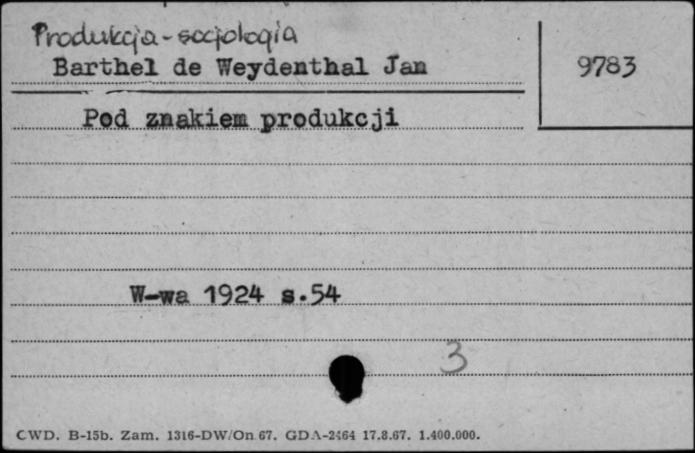 Produkcja-socjologia
Barthel de Weydenthal Jan
9783
Pod znakiem produkcji
W-wa 1924 s.54
3
CWD. B-15b. Zam. 1316-DW/On 67. GDA-2464 17.8.67. 1.400.000.